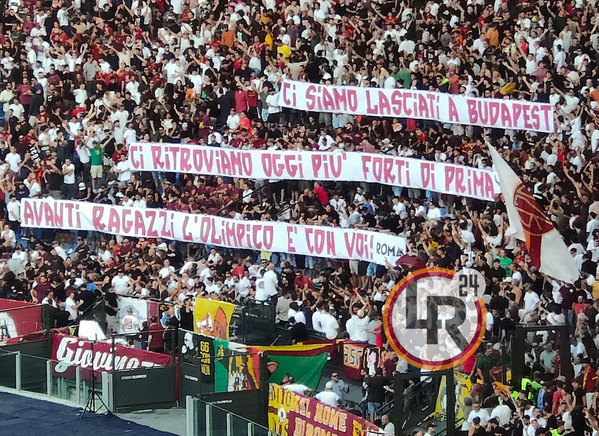 CI SIAMO LASCIATI A BUDAPEST
CI RITROVIAMO OGGI PIU' FORTI DI PRIMA
AVANTI RAGAZZI L'OLIMPICO E' CON VOI! ROMA
24
LR
Giovinezza